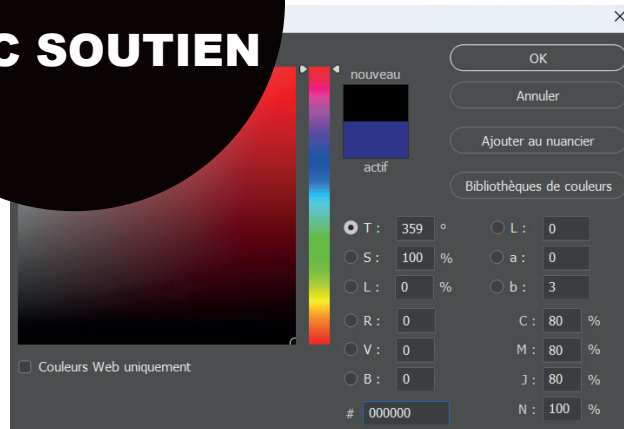 C SOUTIEN
nouveau
actif
OK
Annuler
Ajouter au nuancier
Bibliothèques de couleurs
T : 359 °
L : 0
S : 100 %
a : 0
L : 0 %
b : 3
R : 0
C : 80 %
V : 0
M : 80 %
B : 0
J : 80 %
# 000000
N : 100 %
Couleurs Web uniquement